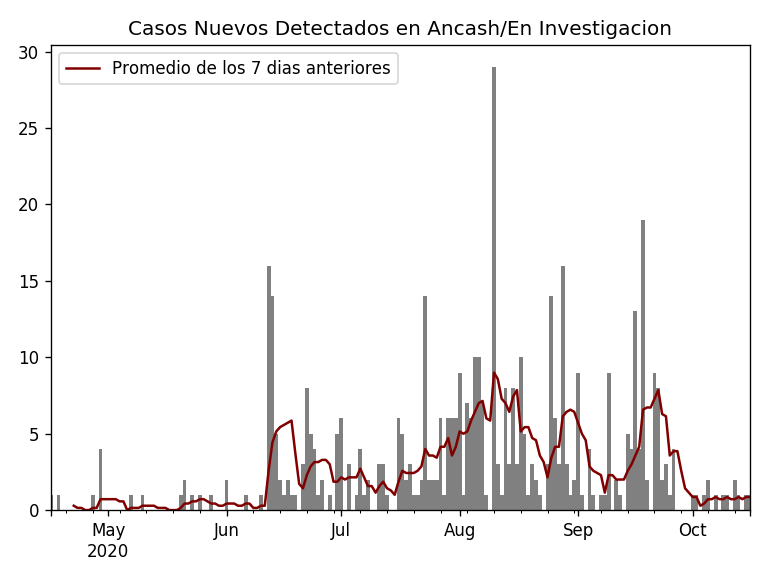 Casos Nuevos Detectados en Ancash/En Investigacion
Promedio de los 7 dias anteriores
30
25
20
15
10
5
0
May Jun Jul Aug Sep Oct
2020